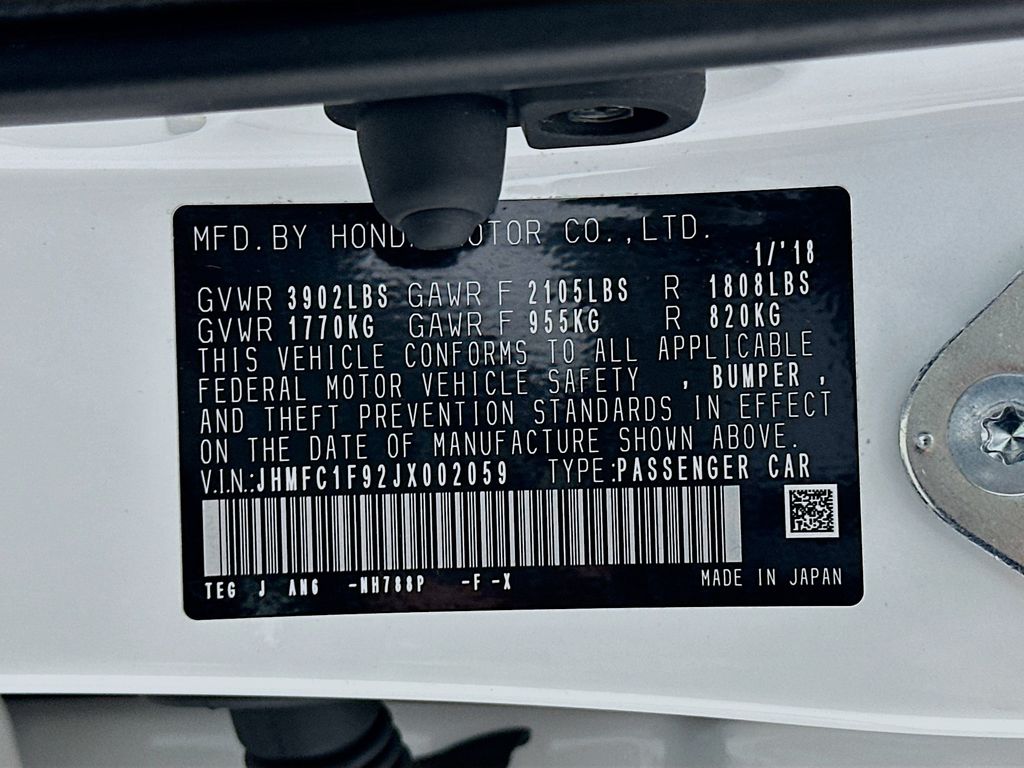 MFD. BY HOND MOTOR CO., LTD.
1/'18
GVWR 3902LBS GAWR F 2105LBS R 1808LBS
GVWR 1770KG GAWR F 955KG R 820KG
THIS VEHICLE CONFORMS TO ALL APPLICABLE
FEDERAL MOTOR VEHICLE SAFETY , BUMPER ,
AND THEFT PREVENTION STANDARDS IN EFFECT
ON THE DATE OF MANUFACTURE SHOWN ABOVE.
V.I.N.:JHMFC1F92JX002059 TYPE:PASSENGER CAR
TEG J AN6 -NH788P -F -X
MADE IN JAPAN